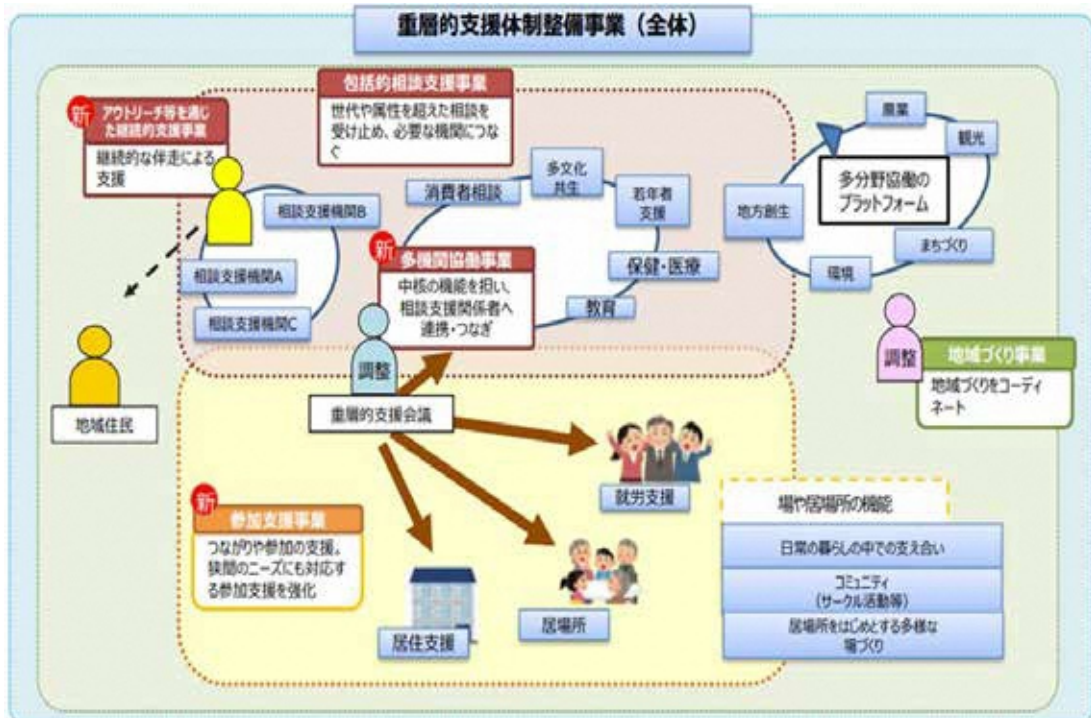 重層的支援体制整備事業（全体）
新
アウトリーチ等を通じ
た継続的支援事業
継続的な伴走による
支援
包括的相談支援事業
世代や属性を超えた相談を
受け止め、必要な機関につな
ぐ
相談支援機関B
相談支援機関A
相談支援機関C
消費者相談
多文化
共生
若年者
支援
保健・医療
教育
新
多機関協働事業
中核の機能を担い、
相談支援関係者へ
連携・つなぎ
農業
観光
多分野協働の
プラットフォーム
地方創生
まちづくり
環境
調整
地域づくり事業
地域づくりをコーディ
ネート
地域住民
調整
重層的支援会議
新
参加支援事業
つながりや参加の支援。
狭間のニーズにも対応す
る参加支援を強化
就労支援
居場所
居住支援
場や居場所の機能
日常の暮らしの中での支え合い
コミュニティ
（サークル活動等）
居場所をはじめとする多様な
場づくり